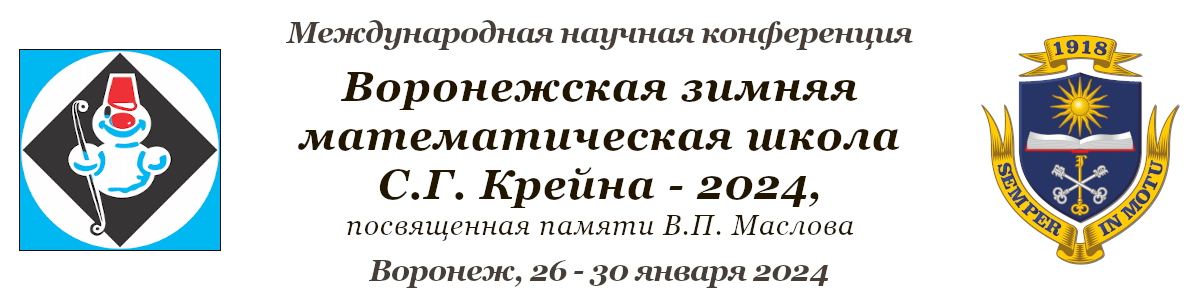 Международная научная конференция
Воронежская зимняя
математическая школа
С.Г. Крейна - 2024,
посвященная памяти В.П. Маслова
Воронеж, 26 - 30 января 2024
1918
SEMPER IN MOTU